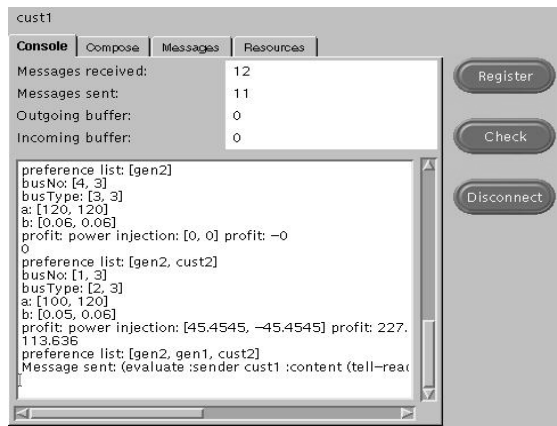 cust1
Console Compose Messages Resources
Messages received: 12
Messages sent: 11
Outgoing buffer: 0
Incoming buffer: 0
Register
Check
Disconnect
preference list: [gen2]
busNo: [4, 3]
busType: [3, 3]
a: [120, 120]
b: [0.06, 0.06]
profit: power injection: [0, 0] profit: −0
0
preference list: [gen2, cust2]
busNo: [1, 3]
busType: [2, 3]
a: [100, 120]
b: [0.05, 0.06]
profit: power injection: [45.4545, −45.4545] profit: 227.
113.636
preference list: [gen2, gen1, cust2]
Message sent: (evaluate :sender cust1 :content (tell−rea